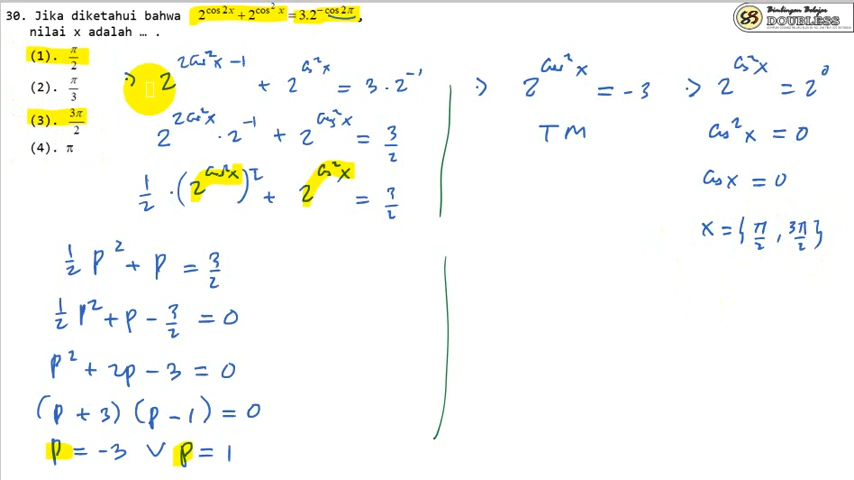 30. Jika diketahui bahwa 2^{cos 2x} + 2^{cos² x} = 3.2^{-cos 2π},
nilai x adalah … .
(1). π/2
(2). π/3
(3). 3π/2
(4). π
Bimbingan Belajar
DOUBLESS
:) 2^{2cos²x-1} + 2^{cos²x} = 3 · 2^{-1}
2^{2cos²x} · 2^{-1} + 2^{cos²x} = 3/2
1/2 · (2^{cos²x})² + 2^{cos²x} = 3/2
1/2 p² + p = 3/2
1/2 p² + p - 3/2 = 0
p² + 2p - 3 = 0
(p + 3) (p - 1) = 0
p = -3 ∨ p = 1
:) 2^{cos²x} = -3
TM
:) 2^{cos²x} = 2⁰
cos²x = 0
cos x = 0
x = {π/2, 3π/2}